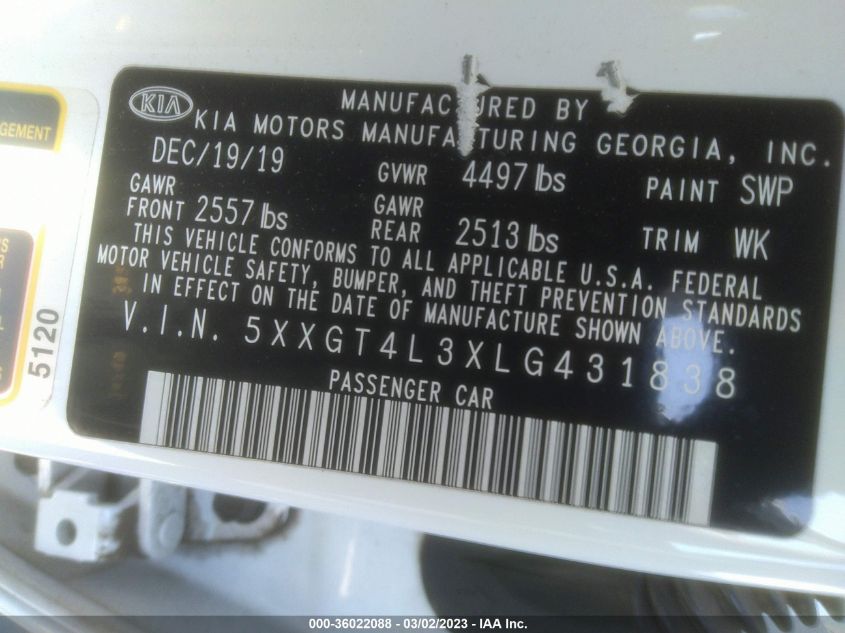 KIA
MANUFACTURED BY
KIA MOTORS MANUFATURING GEORGIA, INC.
DEC/19/19 GVWR 4497 lbs PAINT SWP
GAWR FRONT 2557 lbs GAWR REAR 2513 lbs TRIM WK
THIS VEHICLE CONFORMS TO ALL APPLICABLE U.S.A. FEDERAL
MOTOR VEHICLE SAFETY, BUMPER, AND THEFT PREVENTION STANDARDS
IN EFFECT ON THE DATE OF MANUFACTURE SHOWN ABOVE.
V.I.N. 5XXGT4L3XLG431838
PASSENGER CAR
GEMENT
5120
000-36022088 - 03/02/2023 - IAA Inc.